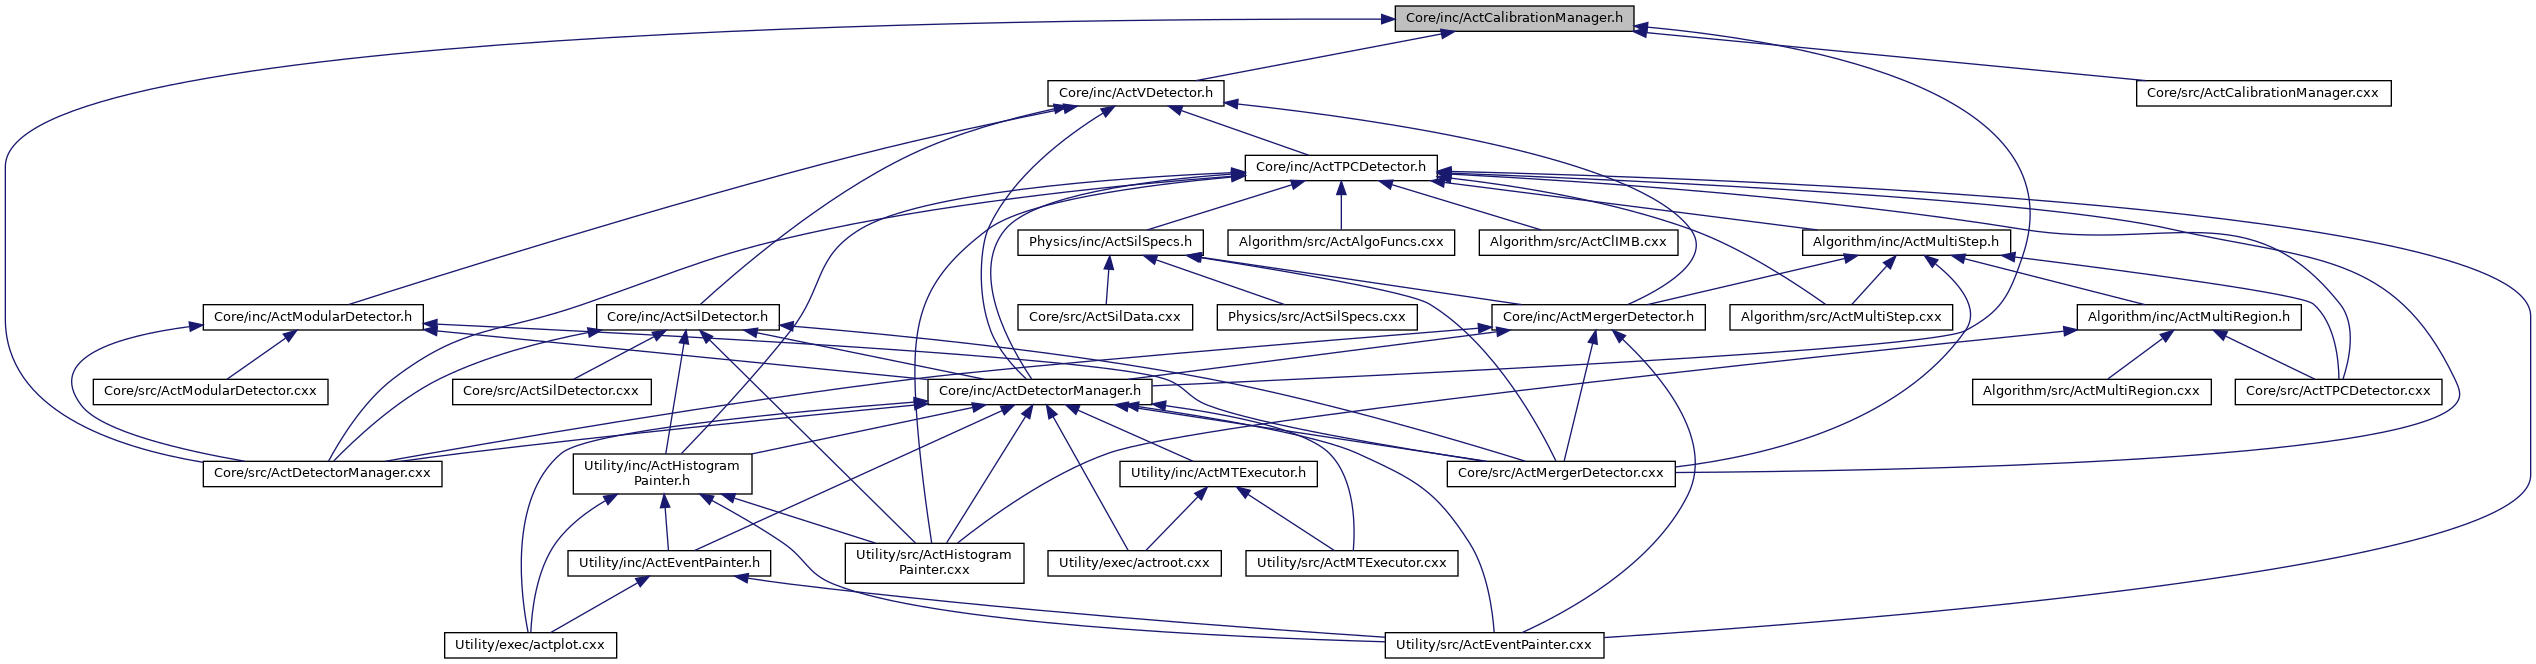 Core/inc/ActCalibrationManager.h
Core/inc/ActVDetector.h
Core/src/ActCalibrationManager.cxx
Core/inc/ActTPCDetector.h
Physics/inc/ActSilSpecs.h
Algorithm/src/ActAlgoFuncs.cxx
Algorithm/src/ActClIMB.cxx
Algorithm/inc/ActMultiStep.h
Core/inc/ActModularDetector.h
Core/inc/ActSilDetector.h
Core/src/ActSilData.cxx
Physics/src/ActSilSpecs.cxx
Core/inc/ActMergerDetector.h
Algorithm/src/ActMultiStep.cxx
Algorithm/inc/ActMultiRegion.h
Core/src/ActModularDetector.cxx
Core/src/ActSilDetector.cxx
Core/inc/ActDetectorManager.h
Algorithm/src/ActMultiRegion.cxx
Core/src/ActTPCDetector.cxx
Core/src/ActDetectorManager.cxx
Utility/inc/ActHistogram
Painter.h
Utility/inc/ActMTExecutor.h
Core/src/ActMergerDetector.cxx
Utility/inc/ActEventPainter.h
Utility/src/ActHistogram
Painter.cxx
Utility/exec/actroot.cxx
Utility/src/ActMTExecutor.cxx
Utility/exec/actplot.cxx
Utility/src/ActEventPainter.cxx